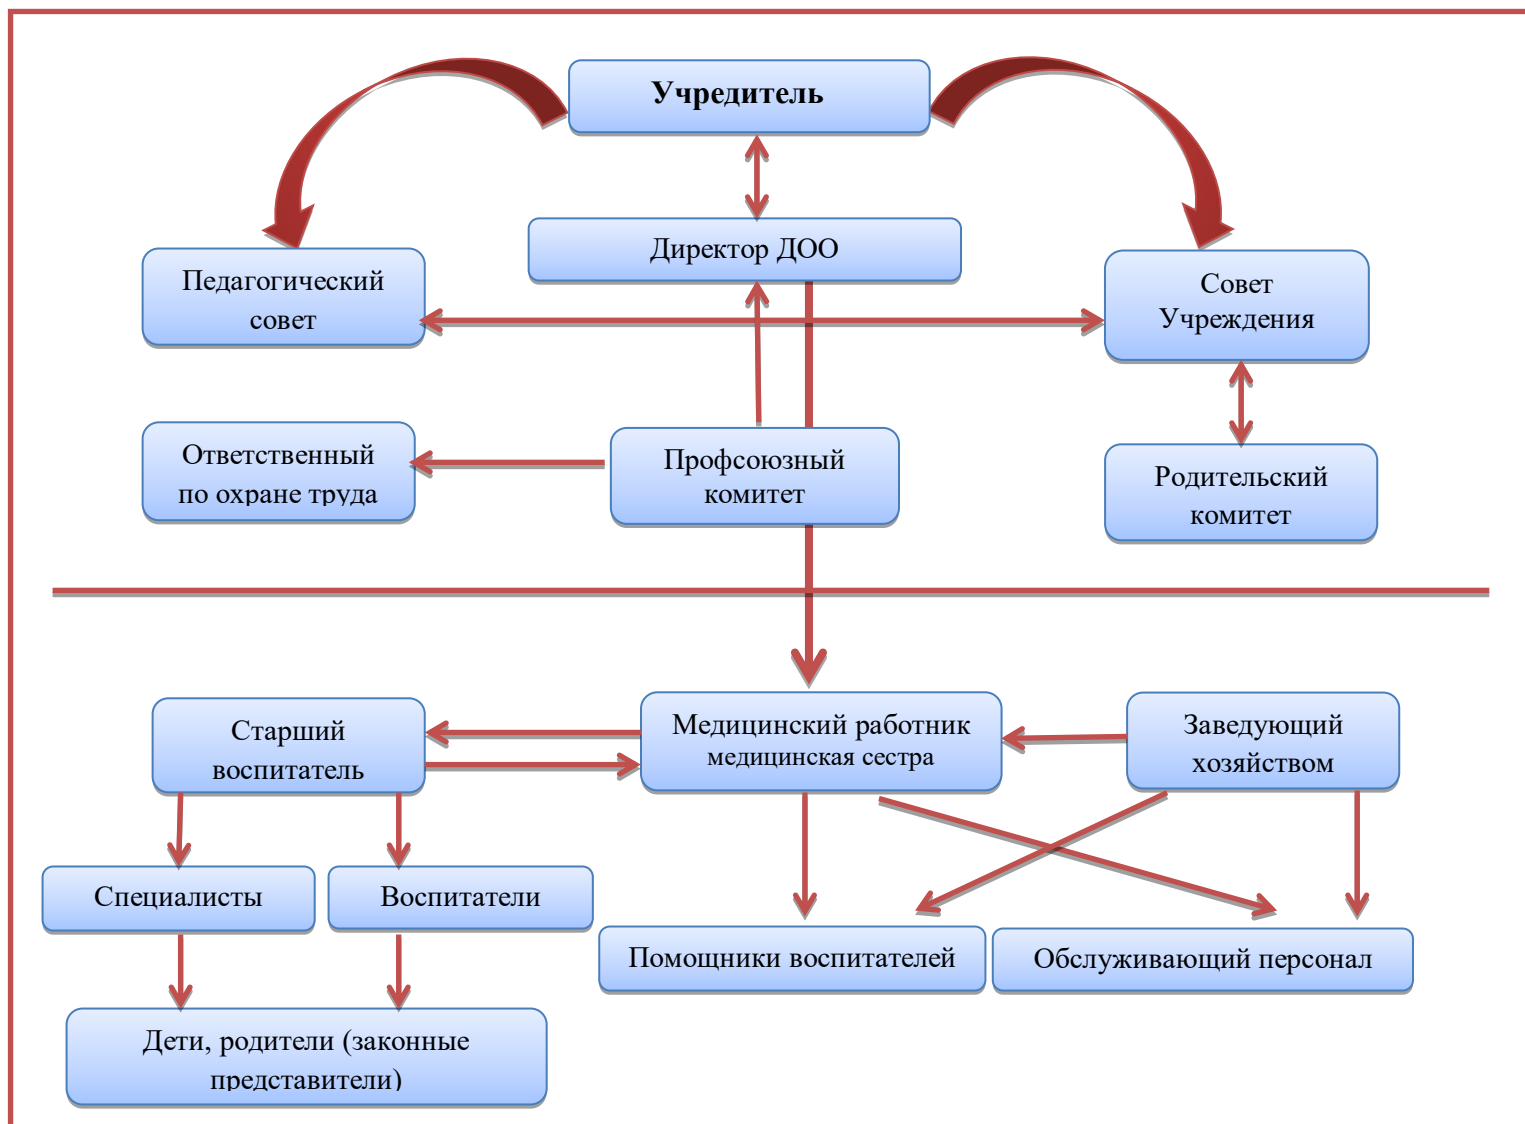 Учредитель
Директор ДОО
Педагогический
совет
Совет
Учреждения
Ответственный
по охране труда
Профсоюзный
комитет
Родительский
комитет
Старший
воспитатель
Медицинский работник
медицинская сестра
Заведующий
хозяйством
Специалисты
Воспитатели
Помощники воспитателей
Обслуживающий персонал
Дети, родители (законные
представители)